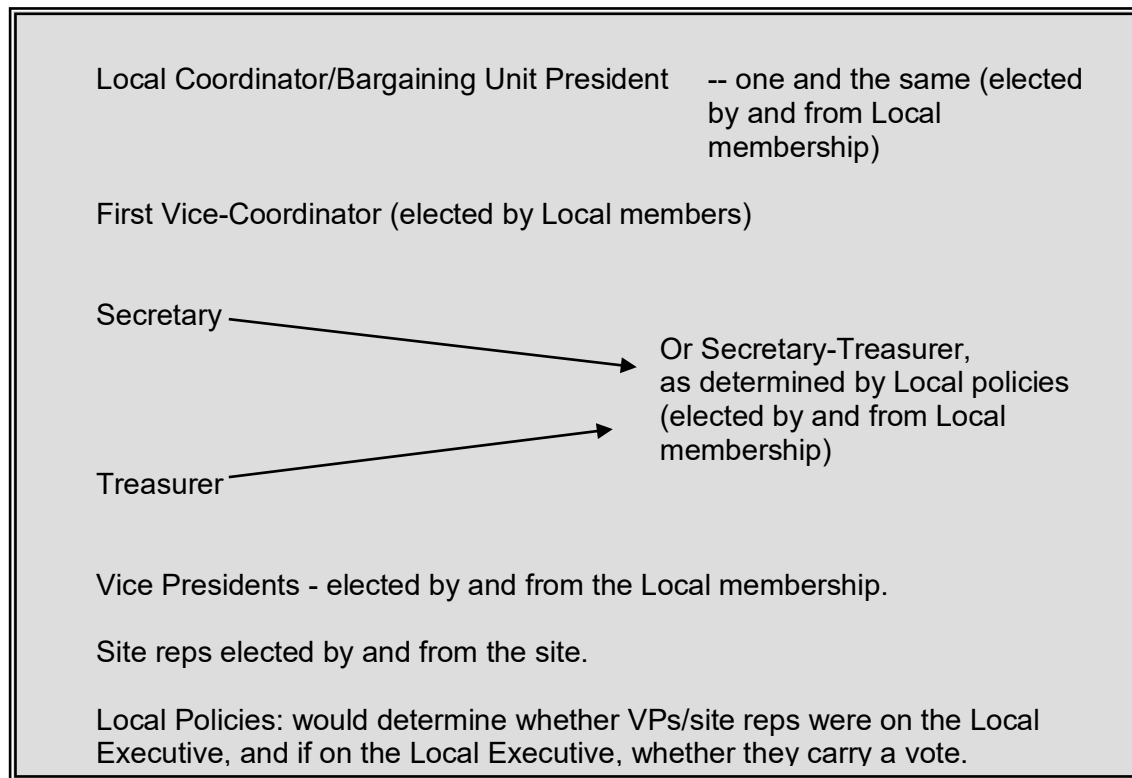 Local Coordinator/Bargaining Unit President -- one and the same (elected
by and from Local
membership)
First Vice-Coordinator (elected by Local members)
Secretary
Or Secretary-Treasurer,
as determined by Local policies
(elected by and from Local
membership)
Treasurer
Vice Presidents - elected by and from the Local membership.
Site reps elected by and from the site.
Local Policies: would determine whether VPs/site reps were on the Local
Executive, and if on the Local Executive, whether they carry a vote.